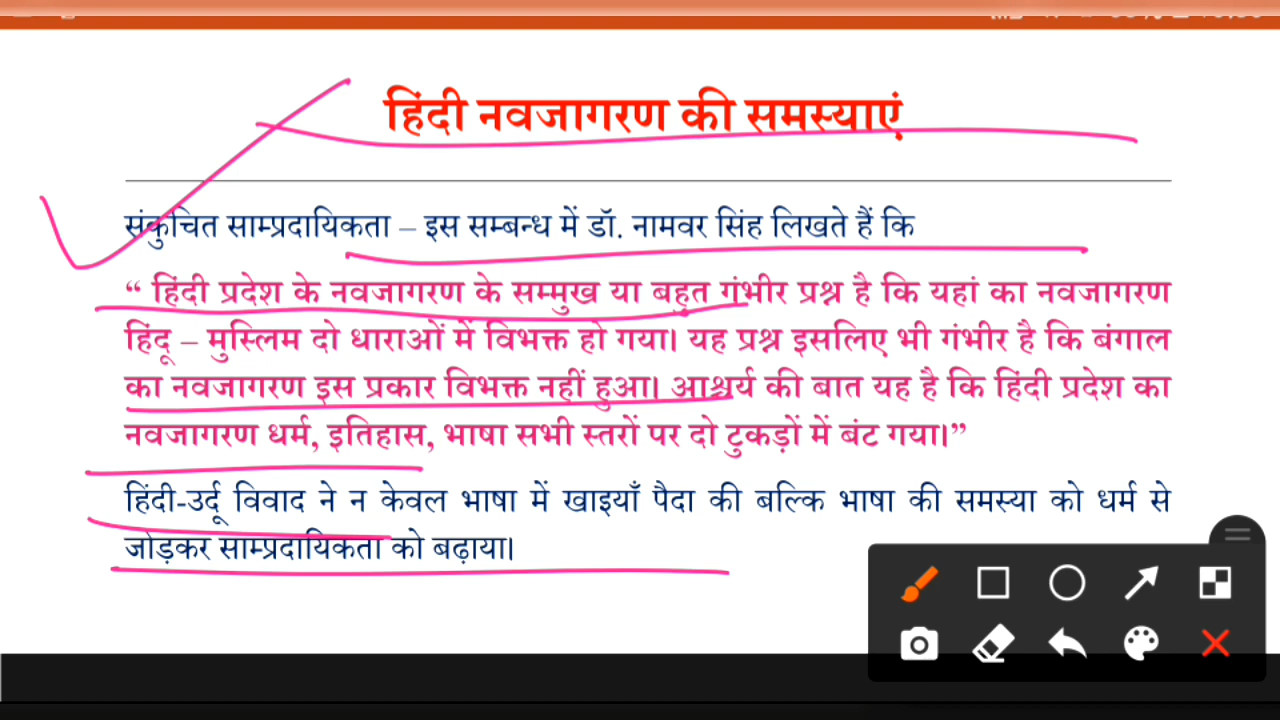 हिंदी नवजागरण की समस्याएं
संकुचित साम्प्रदायिकता – इस सम्बन्ध में डॉ. नामवर सिंह लिखते हैं कि
“ हिंदी प्रदेश के नवजागरण के सम्मुख या बहुत गंभीर प्रश्न है कि यहां का नवजागरण
हिंदू – मुस्लिम दो धाराओं में विभक्त हो गया। यह प्रश्न इसलिए भी गंभीर है कि बंगाल
का नवजागरण इस प्रकार विभक्त नहीं हुआ। आश्चर्य की बात यह है कि हिंदी प्रदेश का
नवजागरण धर्म, इतिहास, भाषा सभी स्तरों पर दो टुकड़ों में बंट गया।”
हिंदी-उर्दू विवाद ने न केवल भाषा में खाइयाँ पैदा की बल्कि भाषा की समस्या को धर्म से
जोड़कर साम्प्रदायिकता को बढ़ाया।